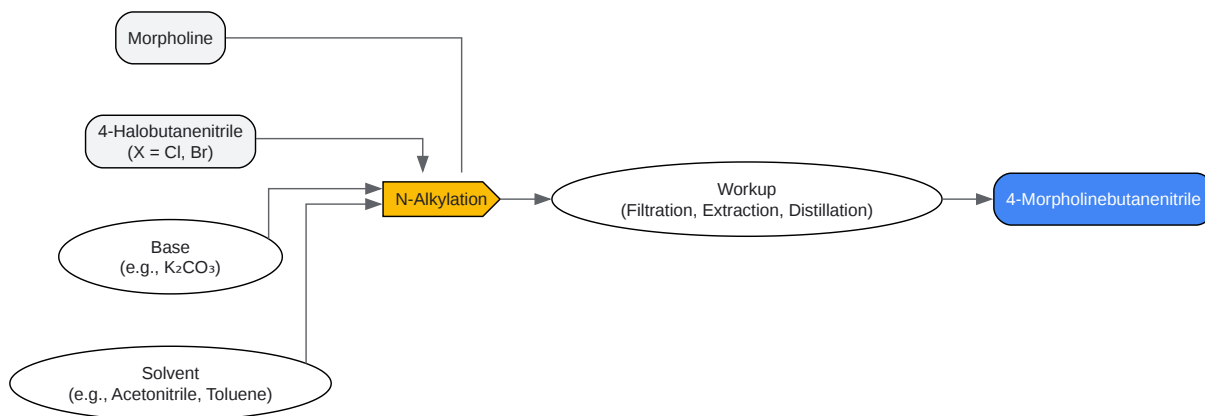 Morpholine
4-Halobutanenitrile
(X = Cl, Br)
N-Alkylation
Workup
(Filtration, Extraction, Distillation)
4-Morpholinebutanenitrile
Base
(e.g., K₂CO₃)
Solvent
(e.g., Acetonitrile, Toluene)